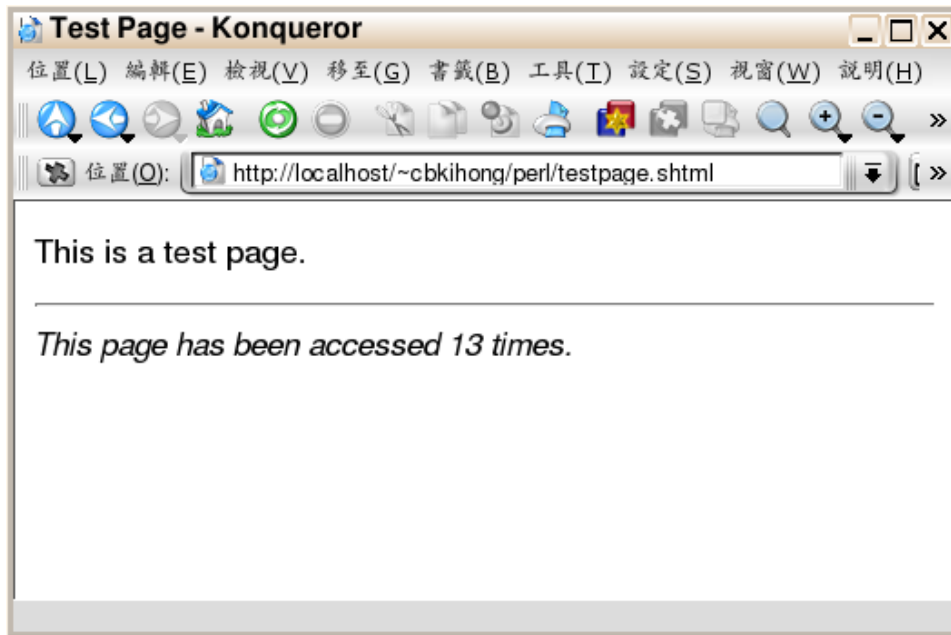 Test Page - Konqueror
位置(L) 編輯(E) 檢視(V) 移至(G) 書籤(B) 工具(T) 設定(S) 視窗(W) 說明(H)
位置(O): http://localhost/~cbkihong/perl/testpage.shtml
This is a test page.
This page has been accessed 13 times.